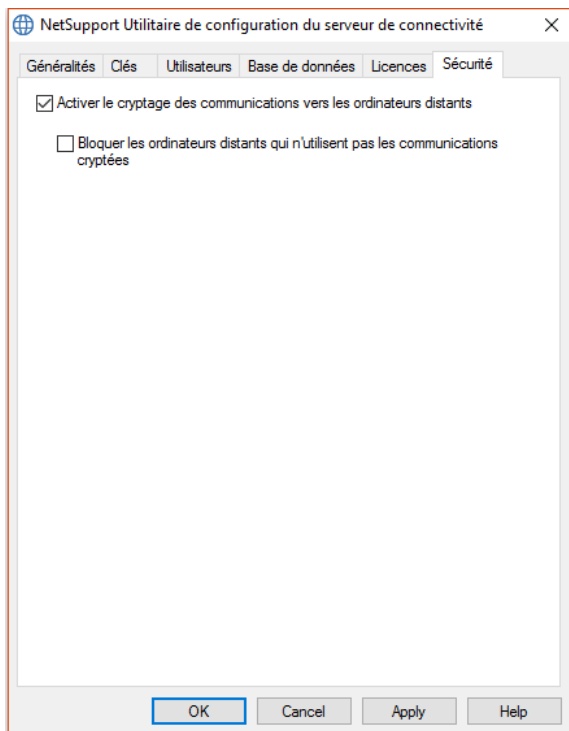 NetSupport Utilitaire de configuration du serveur de connectivité
Généralités Clés Utilisateurs Base de données Licences Sécurité
Activer le cryptage des communications vers les ordinateurs distants
Bloquer les ordinateurs distants qui n'utilisent pas les communications
cryptées
OK Cancel Apply Help